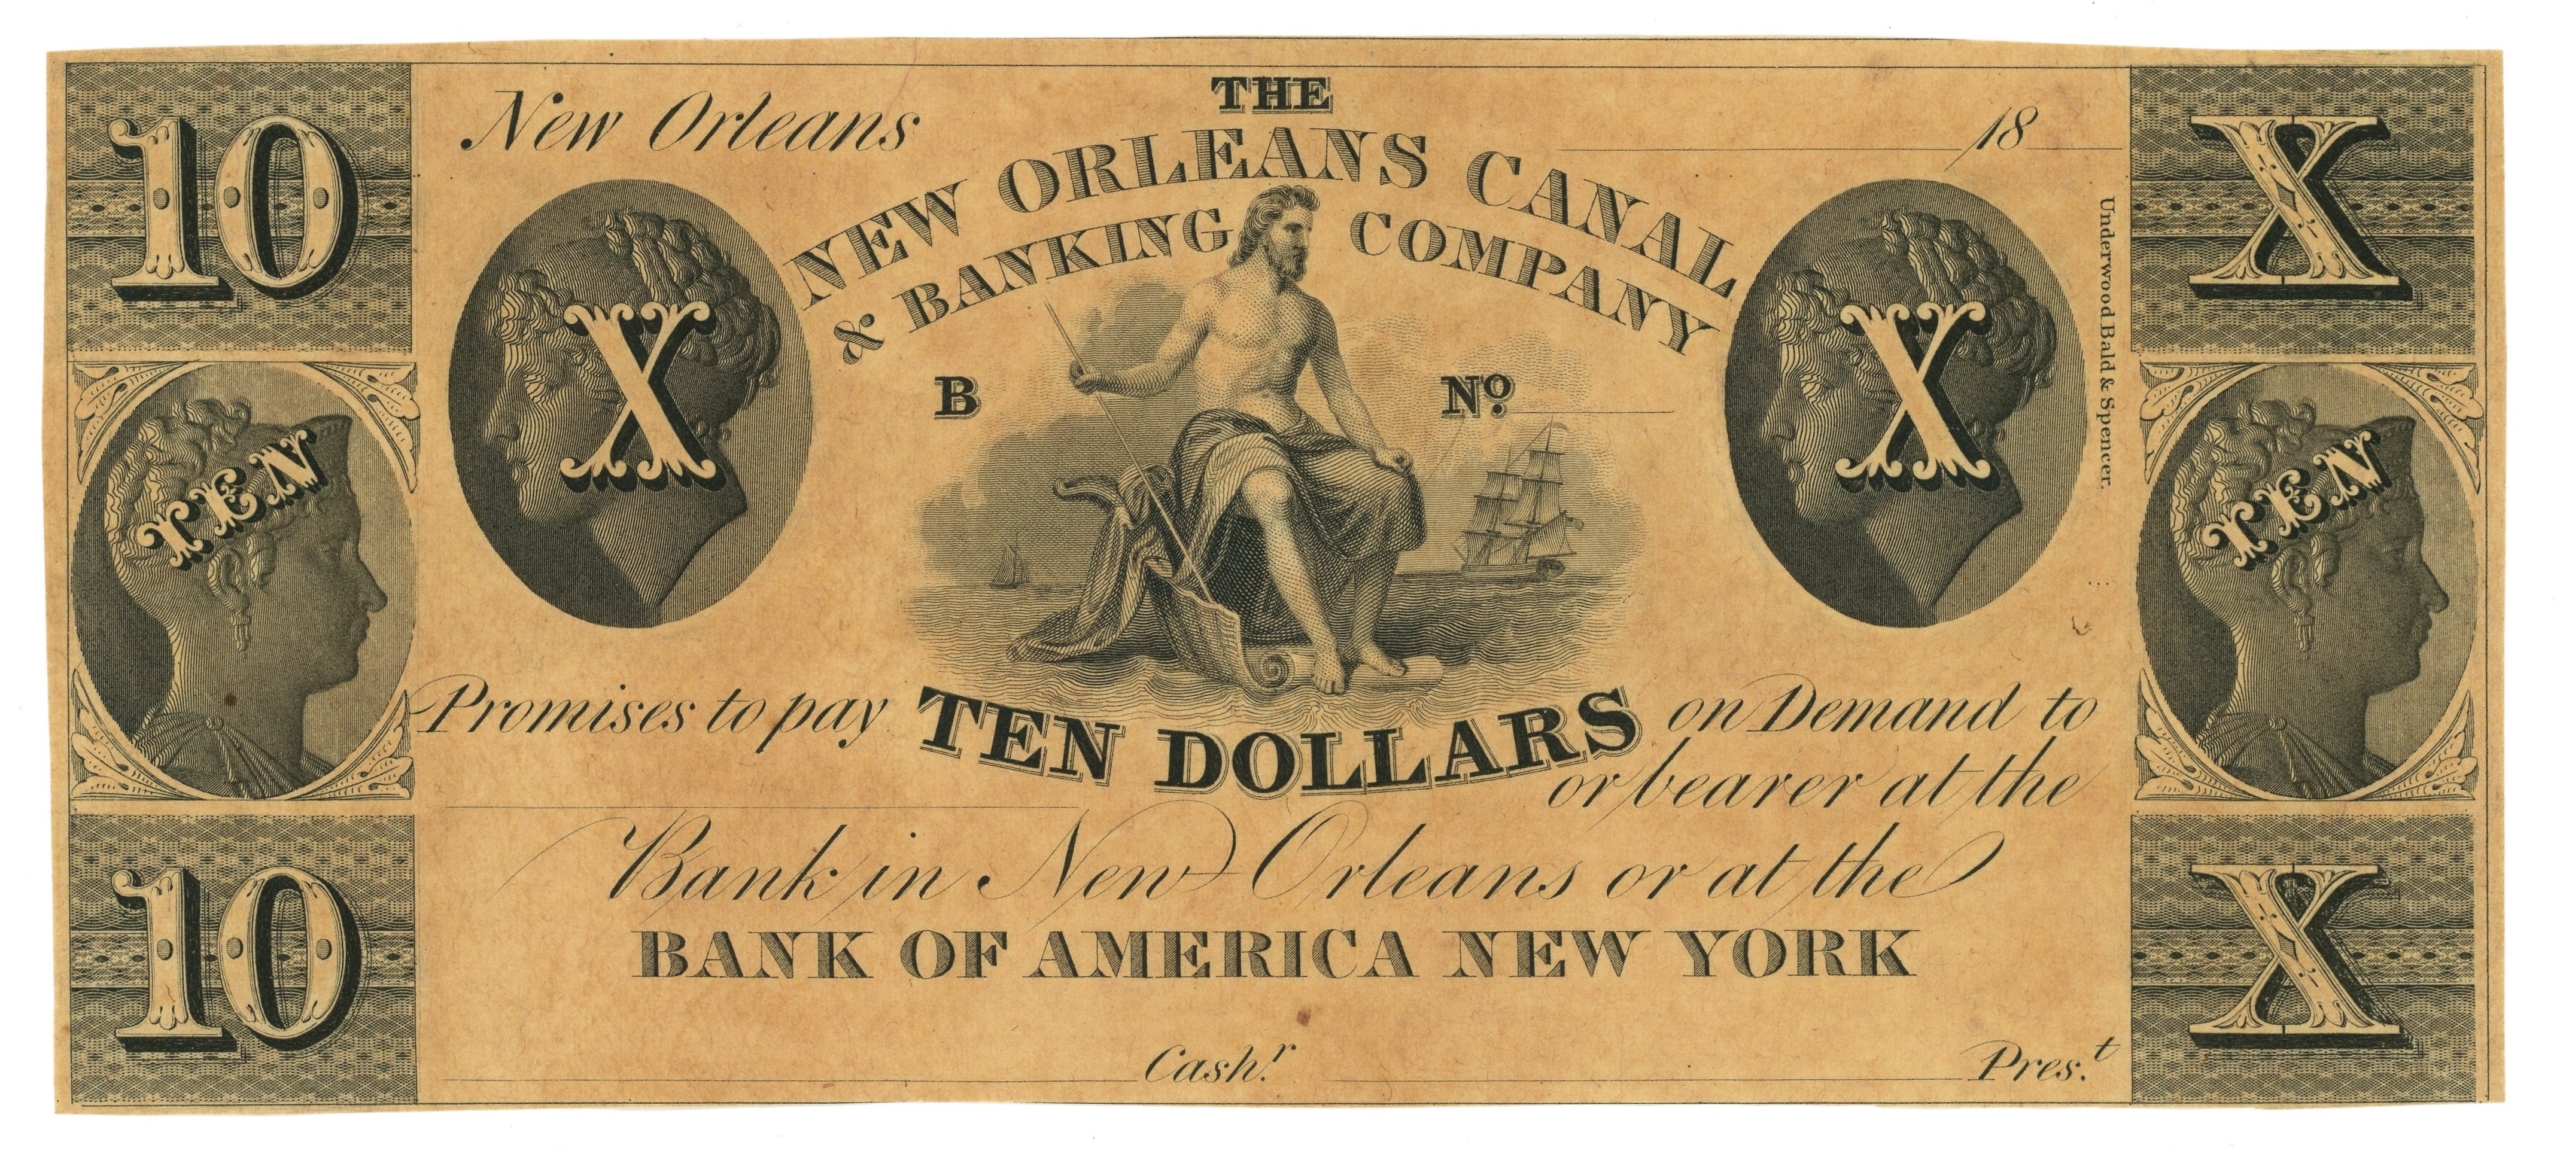 10
X
New Orleans
THE
18
NEW ORLEANS CANAL
& BANKING COMPANY
X
X
B
Nº
TEN
TEN
Underwood Bald & Spencer.
Promises to pay TEN DOLLARS on Demand to
or bearer at the
Bank in New Orleans or at the
BANK OF AMERICA NEW YORK
10
X
Cashr.
Prest.